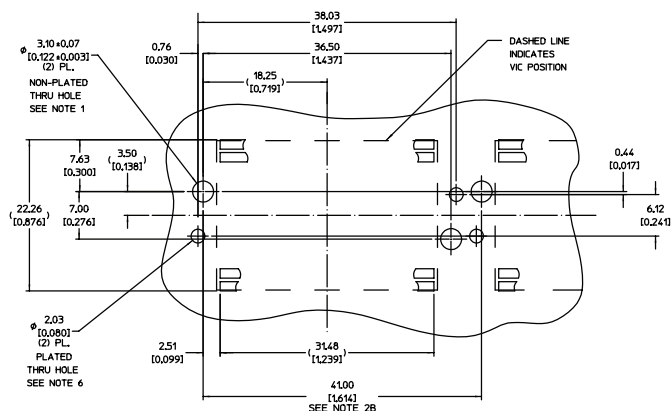 38.03
[1.497]
0.76
[0.030]
36.50
[1.437]
18.25
[0.719]
⌀ 3.10±0.07
[0.122±0.003]
(2) PL.
NON-PLATED
THRU HOLE
SEE NOTE 1
DASHED LINE
INDICATES
VIC POSITION
7.63
[0.300]
( 3.50 )
[0.138]
0.44
[0.017]
( 22.26 )
[0.876]
7.00
[0.276]
6.12
[0.241]
⌀ 2.03
[0.080]
(2) PL.
PLATED
THRU HOLE
SEE NOTE 6
2.51
[0.099]
( 31.48 )
[1.239]
41.00
[1.614]
SEE NOTE 2B